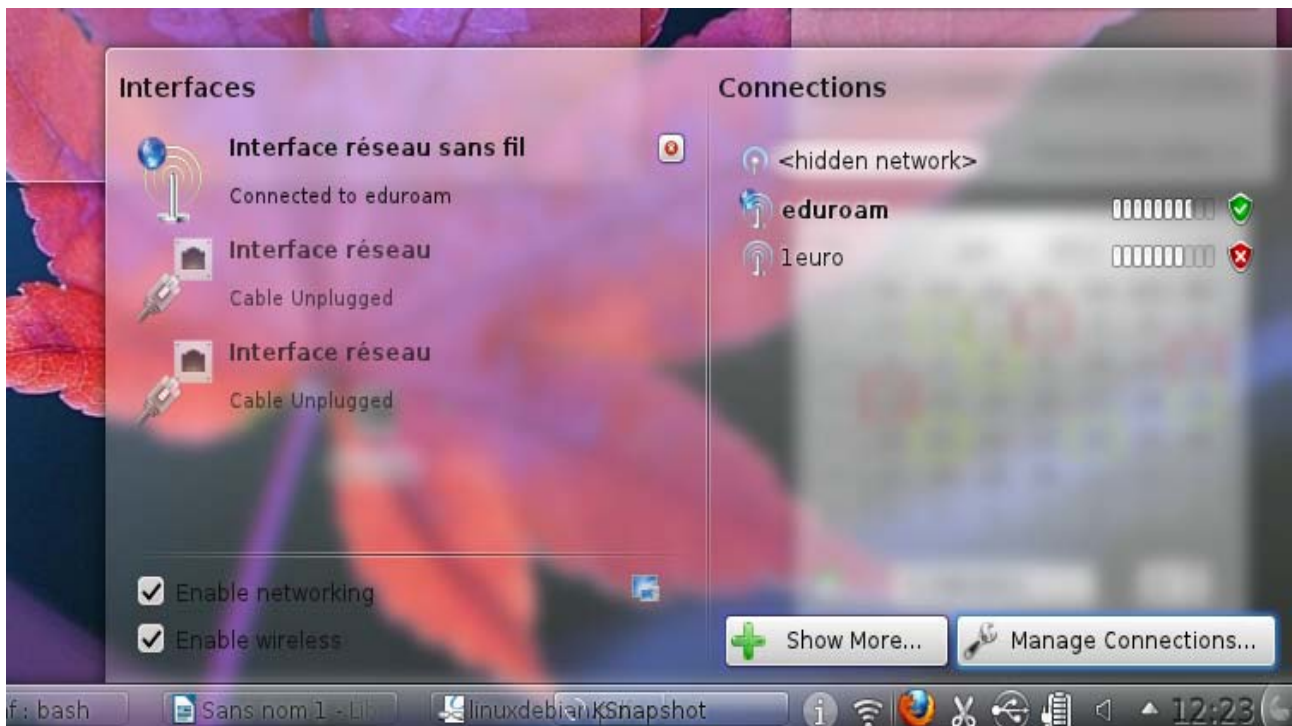 Interfaces
Interface réseau sans fil
Connected to eduroam
Interface réseau
Cable Unplugged
Interface réseau
Cable Unplugged
Enable networking
Enable wireless
Connections
<hidden network>
eduroam
1euro
Show More...
Manage Connections...
f : bash
Sans nom 1 - Li
linuxdebian
KSnapshot
12:23